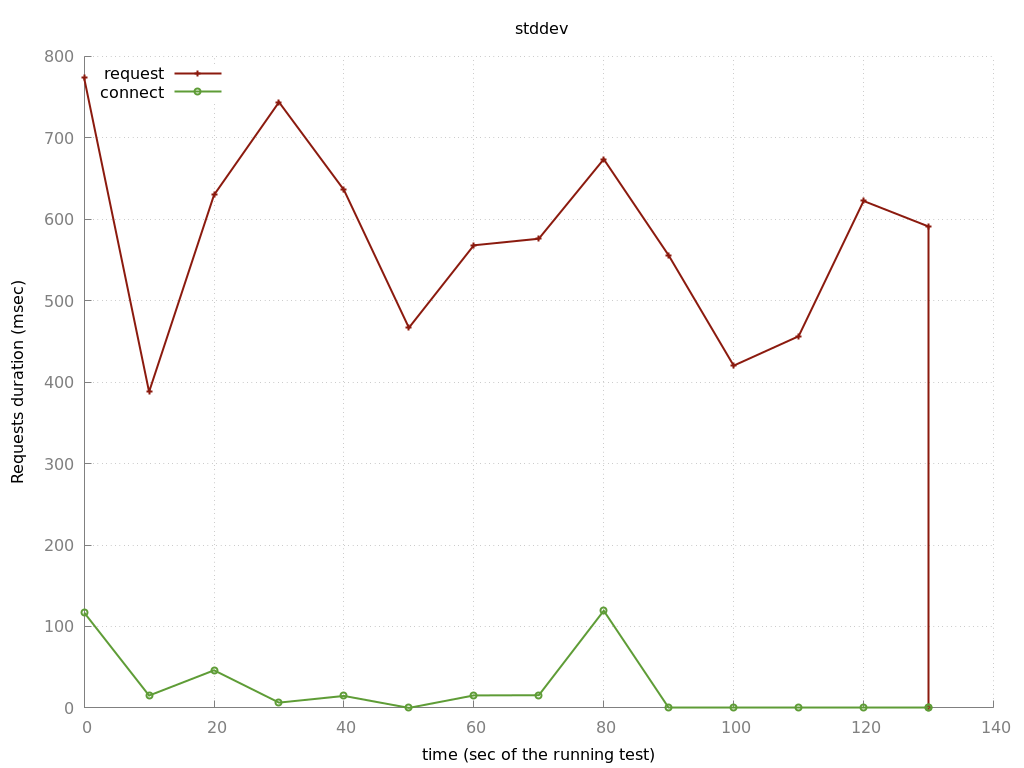 stddev
request
connect
800
700
600
500
400
300
200
100
0
Requests duration (msec)
0 20 40 60 80 100 120 140
time (sec of the running test)